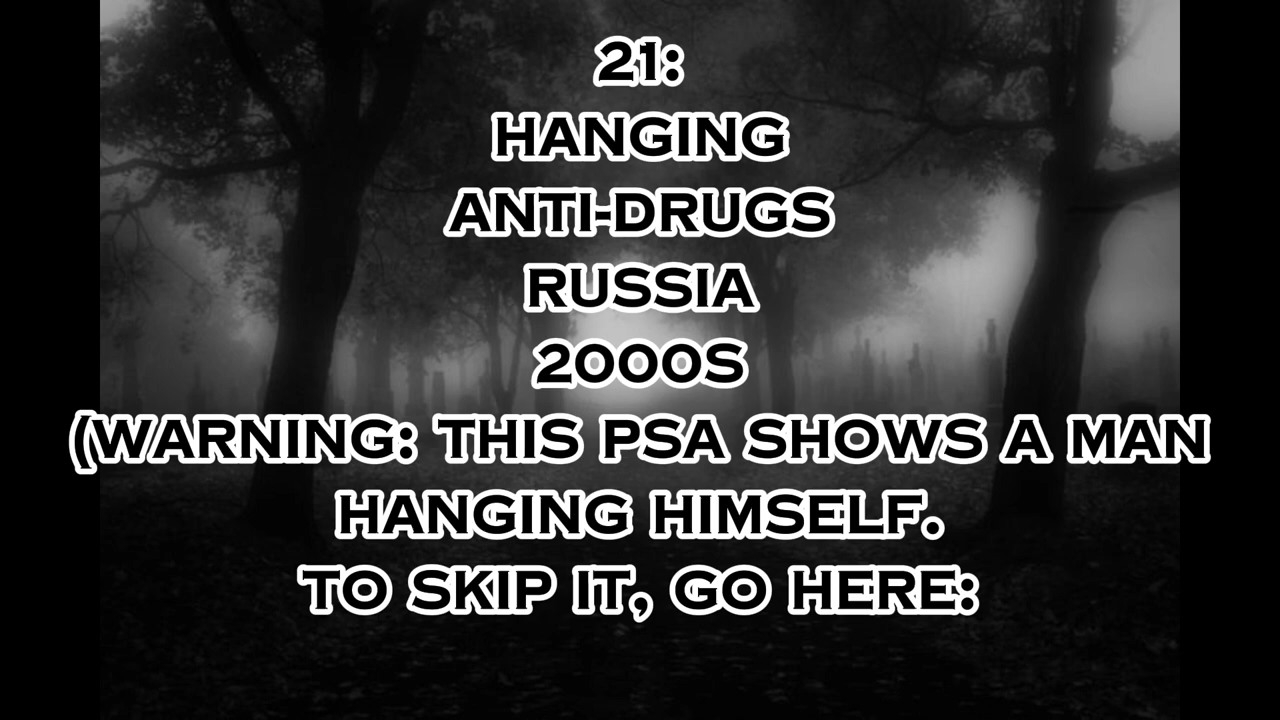 21:
HANGING
ANTI-DRUGS
RUSSIA
2000S
(WARNING: THIS PSA SHOWS A MAN
HANGING HIMSELF.
TO SKIP IT, GO HERE: